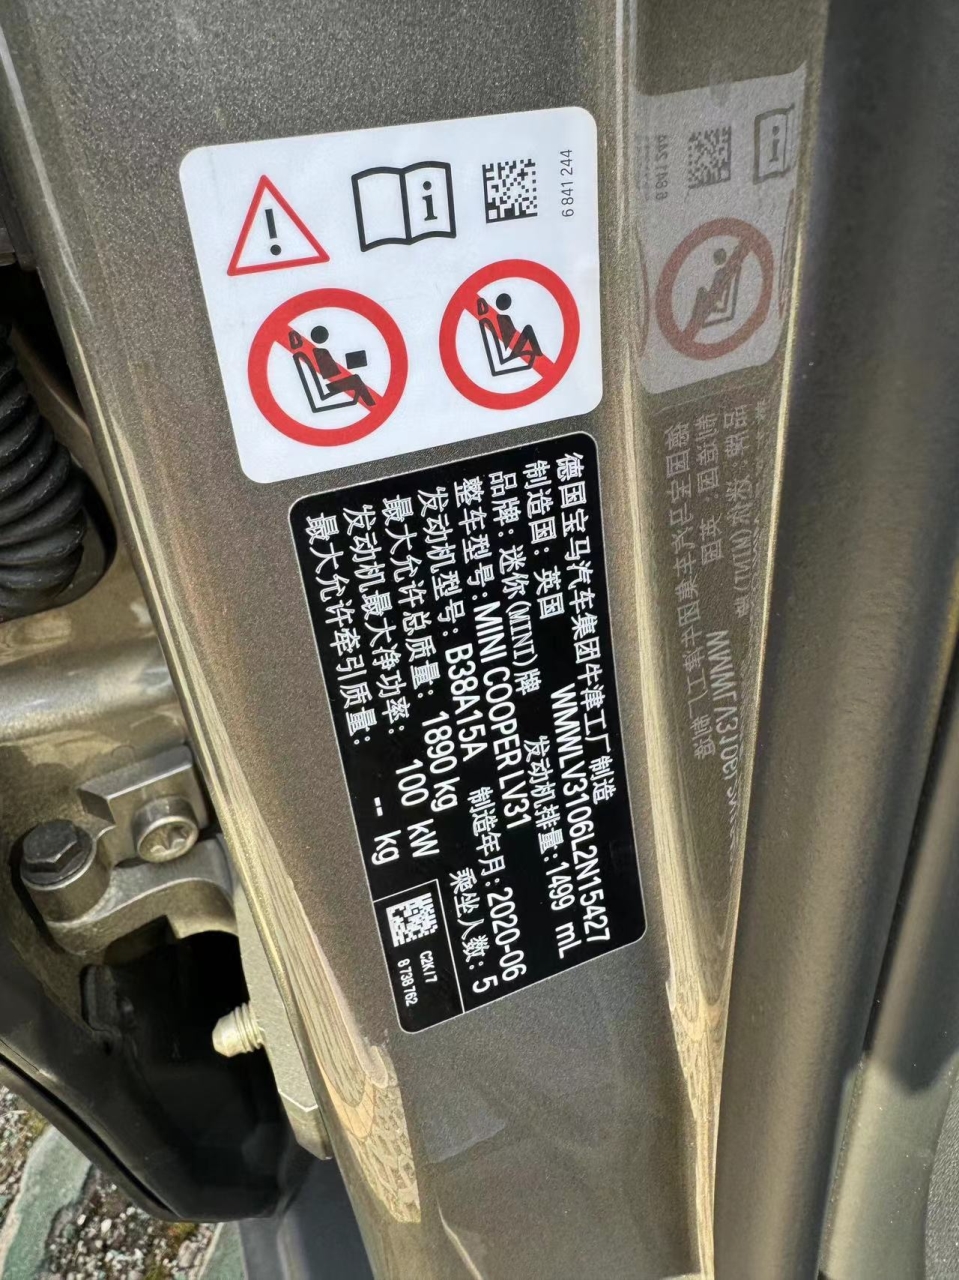 6 841 244
德国宝马汽车集团牛津工厂制造
制造国: 英国 WMWLV3106L2N15427
品牌: 迷你(MINI)牌 发动机排量:1499 mL
整车型号: MINI COOPER LV31
发动机型号: B38A15A 制造年月: 2020-06
最大允许总质量: 1890 kg 乘坐人数: 5
发动机最大净功率: 100 kW
最大允许牵引质量: -- kg
C2K/7
8 738 762